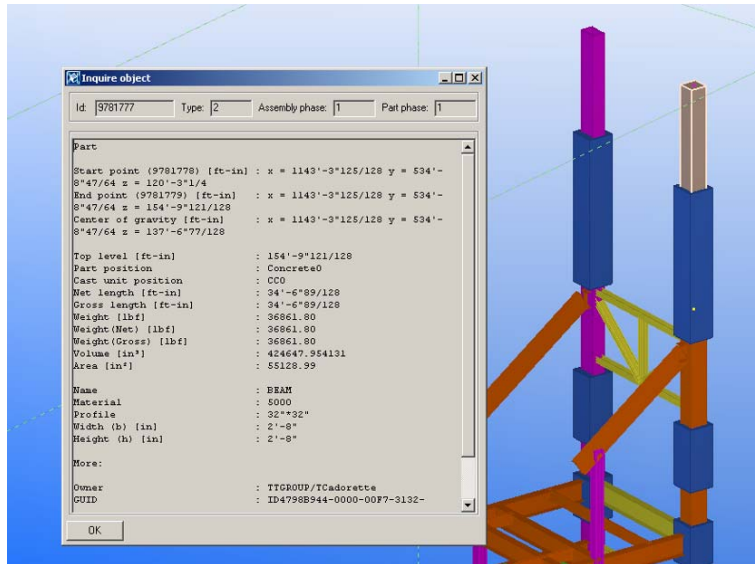 Inquire object
Id: 9781777 Type: 2 Assembly phase: 1 Part phase: 1
Part
Start point (9781778) [ft-in] : x = 1143'-3"125/128 y = 534'-
8"47/64 z = 120'-3"1/4
End point (9781779) [ft-in] : x = 1143'-3"125/128 y = 534'-
8"47/64 z = 154'-9"121/128
Center of gravity [ft-in] : x = 1143'-3"125/128 y = 534'-
8"47/64 z = 137'-6"77/128
Top level [ft-in] : 154'-9"121/128
Part position : Concrete0
Cast unit position : CC0
Net length [ft-in] : 34'-6"89/128
Gross length [ft-in] : 34'-6"89/128
Weight [lbf] : 36861.80
Weight(Net) [lbf] : 36861.80
Weight(Gross) [lbf] : 36861.80
Volume [in³] : 424647.954131
Area [in²] : 55128.99
Name : BEAM
Material : 5000
Profile : 32"*32"
Width (b) [in] : 2'-8"
Height (h) [in] : 2'-8"
More:
Owner : TTGROUP/TCadorette
GUID : ID4798B944-0000-00F7-3132-
OK